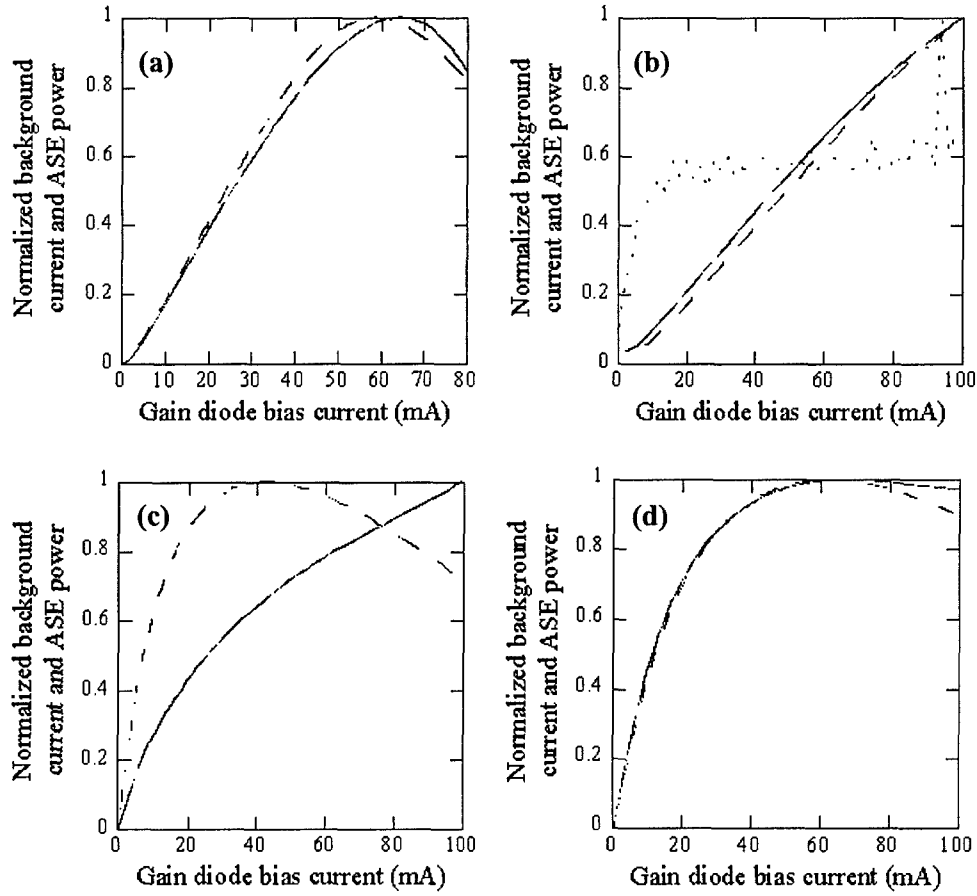 (a)
Normalized background
current and ASE power
1
0.8
0.6
0.4
0.2
0
0 10 20 30 40 50 60 70 80
Gain diode bias current (mA)
(b)
Normalized background
current and ASE power
1
0.8
0.6
0.4
0.2
0
0 20 40 60 80 100
Gain diode bias current (mA)
(c)
Normalized background
current and ASE power
1
0.8
0.6
0.4
0.2
0
0 20 40 60 80 100
Gain diode bias current (mA)
(d)
Normalized background
current and ASE power
1
0.8
0.6
0.4
0.2
0
0 20 40 60 80 100
Gain diode bias current (mA)